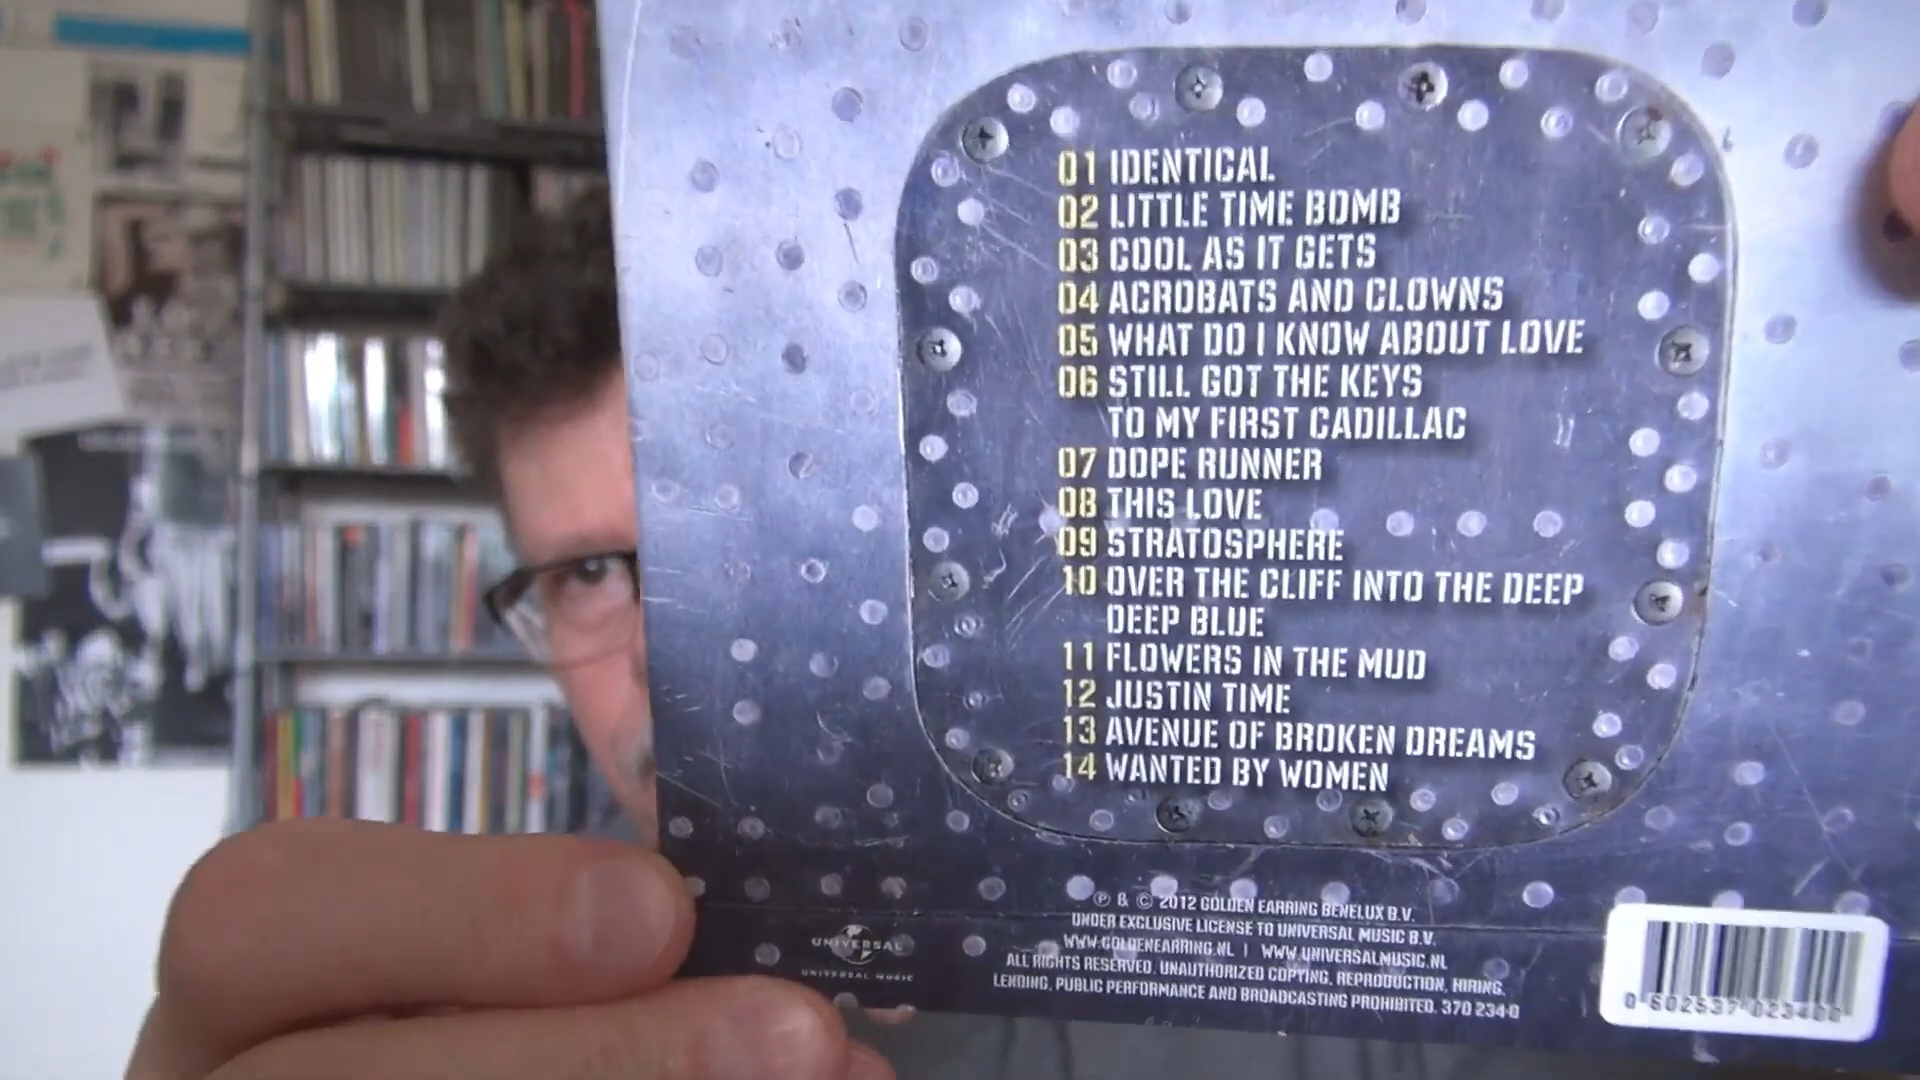 01 IDENTICAL
02 LITTLE TIME BOMB
03 COOL AS IT GETS
04 ACROBATS AND CLOWNS
05 WHAT DO I KNOW ABOUT LOVE
06 STILL GOT THE KEYS
TO MY FIRST CADILLAC
07 DOPE RUNNER
08 THIS LOVE
09 STRATOSPHERE
10 OVER THE CLIFF INTO THE DEEP
DEEP BLUE
11 FLOWERS IN THE MUD
12 JUSTIN TIME
13 AVENUE OF BROKEN DREAMS
14 WANTED BY WOMEN
℗ & © 2012 GOLDEN EARRING BENELUX B.V.
UNDER EXCLUSIVE LICENSE TO UNIVERSAL MUSIC B.V.
WWW.GOLDENEARRING.NL | WWW.UNIVERSALMUSIC.NL
ALL RIGHTS RESERVED. UNAUTHORIZED COPYING, REPRODUCTION, HIRING,
LENDING, PUBLIC PERFORMANCE AND BROADCASTING PROHIBITED. 370 234-0
UNIVERSAL
UNIVERSAL MUSIC